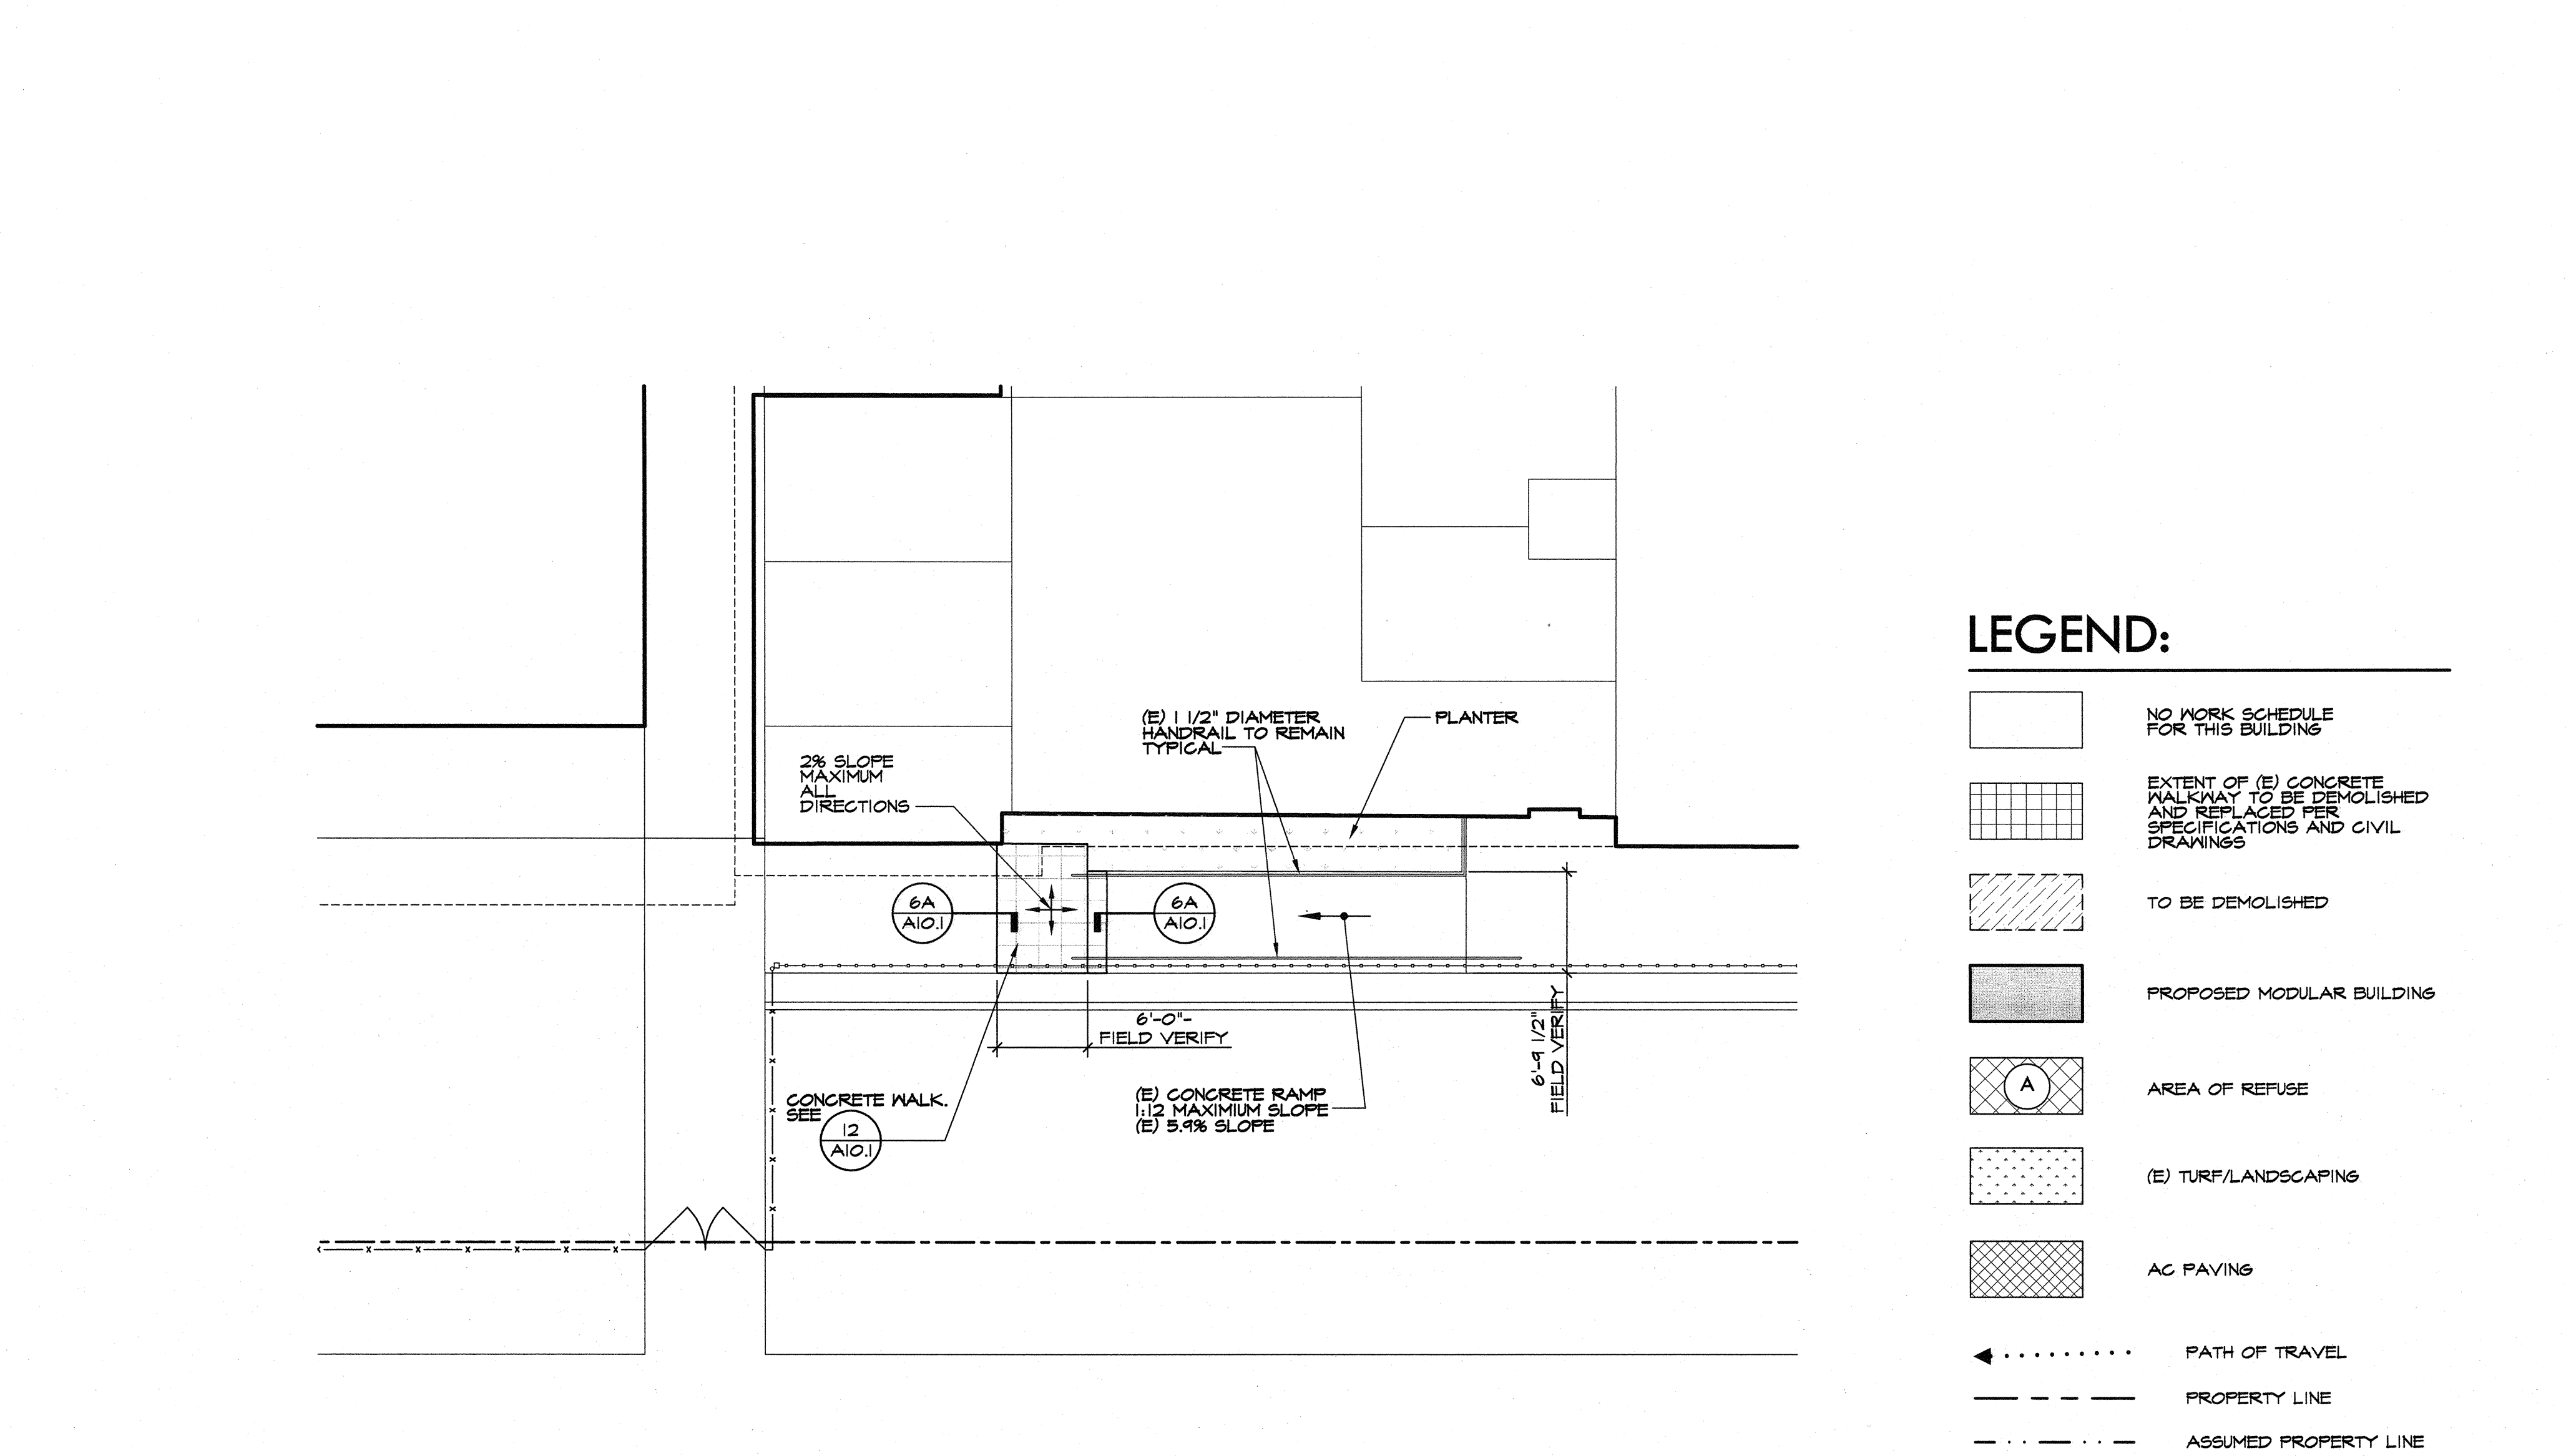 (E) 1 1/2" DIAMETER
HANDRAIL TO REMAIN
TYPICAL
PLANTER
2% SLOPE
MAXIMUM
ALL
DIRECTIONS
6A
A10.1
6A
A10.1
6'-0"-
FIELD VERIFY
6'-9 1/2"
FIELD VERIFY
CONCRETE WALK.
SEE
12
A10.1
(E) CONCRETE RAMP
1:12 MAXIMIUM SLOPE
(E) 5.9% SLOPE
LEGEND:
NO WORK SCHEDULE
FOR THIS BUILDING
EXTENT OF (E) CONCRETE
WALKWAY TO BE DEMOLISHED
AND REPLACED PER
SPECIFICATIONS AND CIVIL
DRAWINGS
TO BE DEMOLISHED
PROPOSED MODULAR BUILDING
A
AREA OF REFUSE
(E) TURF/LANDSCAPING
AC PAVING
PATH OF TRAVEL
PROPERTY LINE
ASSUMED PROPERTY LINE